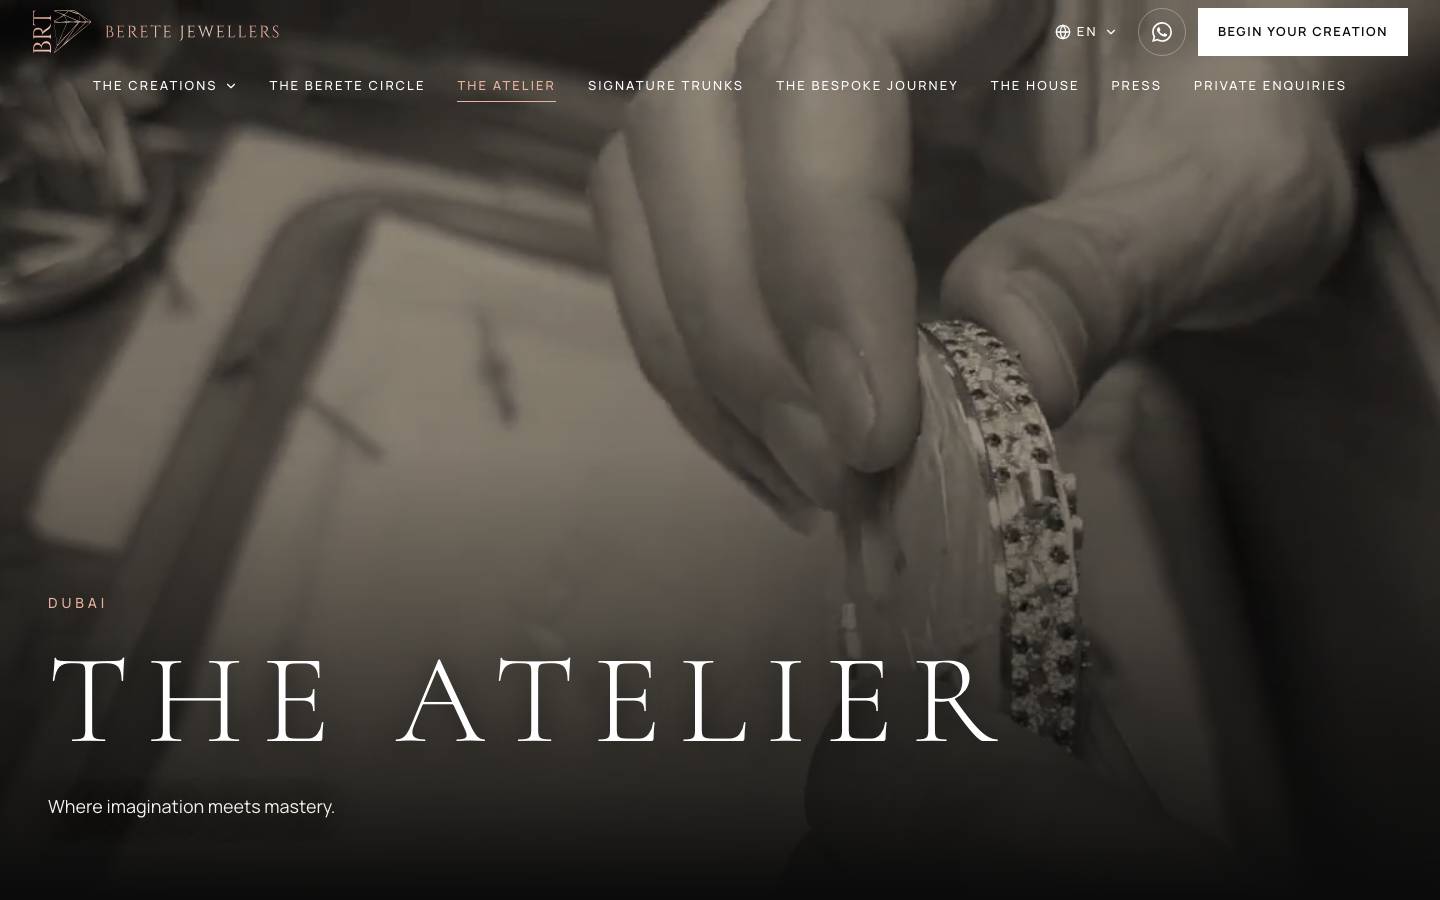 BRT
BERETE JEWELLERS
EN
BEGIN YOUR CREATION
THE CREATIONS
THE BERETE CIRCLE
THE ATELIER
SIGNATURE TRUNKS
THE BESPOKE JOURNEY
THE HOUSE
PRESS
PRIVATE ENQUIRIES
DUBAI
THE ATELIER
Where imagination meets mastery.